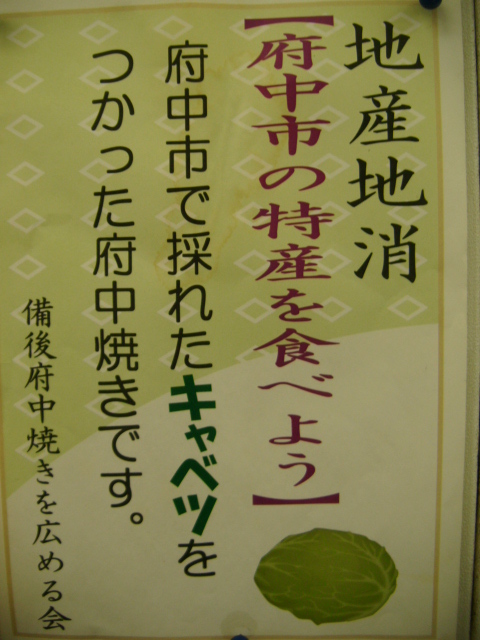 地産地消
【府中市の特産を食べよう】
府中市で採れたキャベツを
つかった府中焼きです。
備後府中焼きを広める会